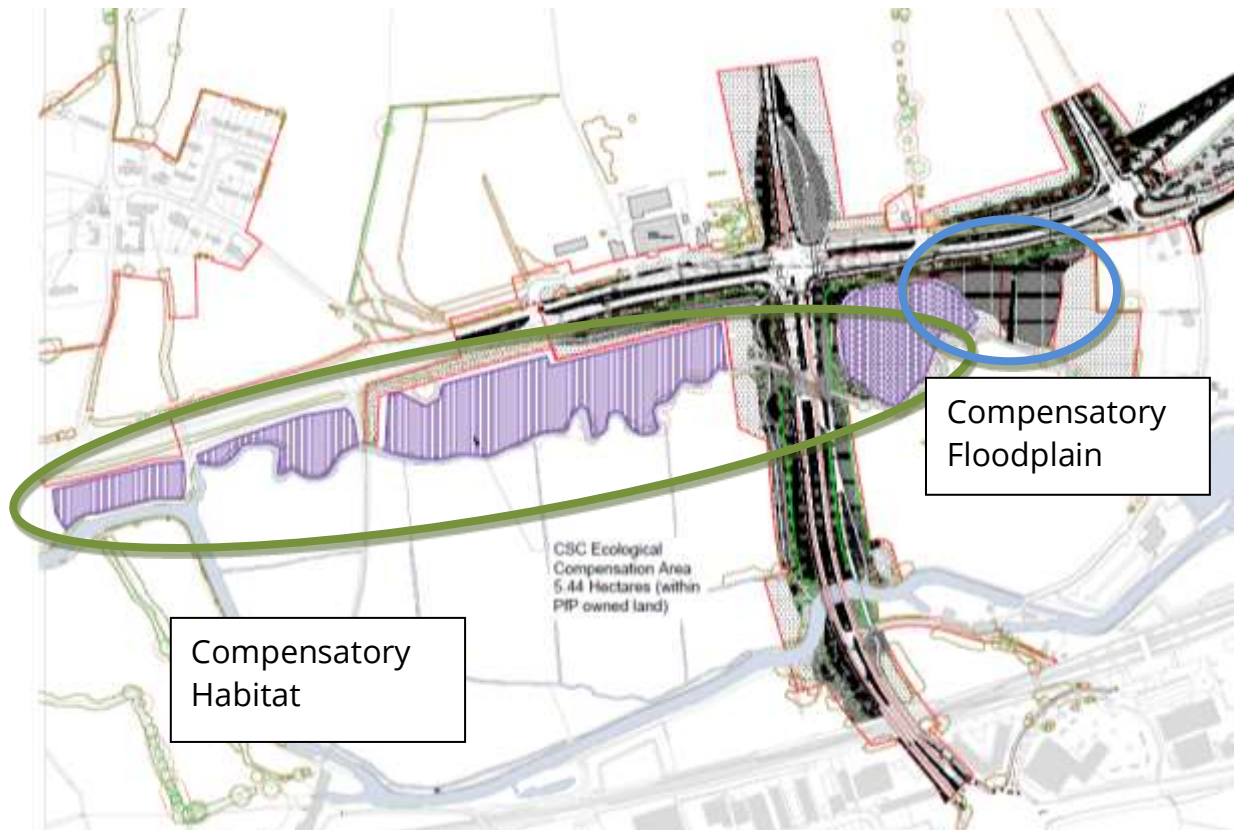 Compensatory
Floodplain
CSC Ecological
Compensation Area
5.44 Hectares (within
PfP owned land)
Compensatory
Habitat